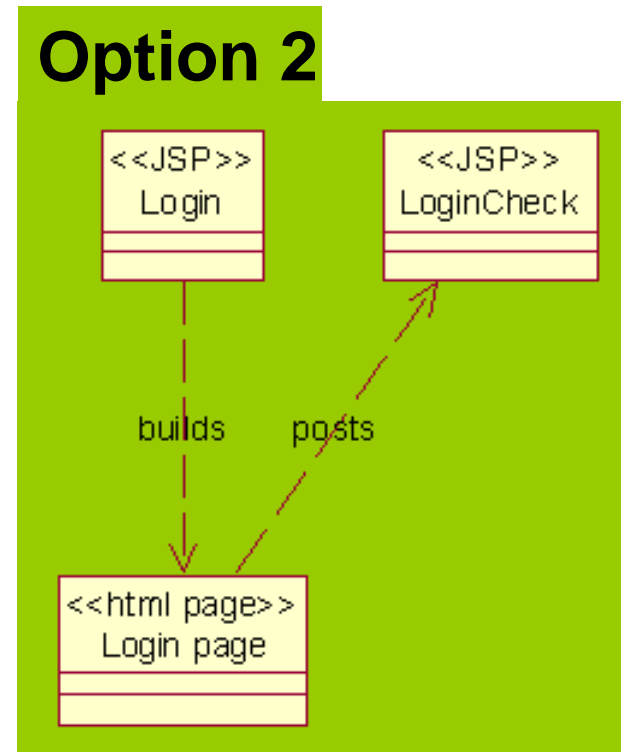 Option 2
<<JSP>>
Login
<<JSP>>
LoginCheck
builds
posts
<<html page>>
Login page